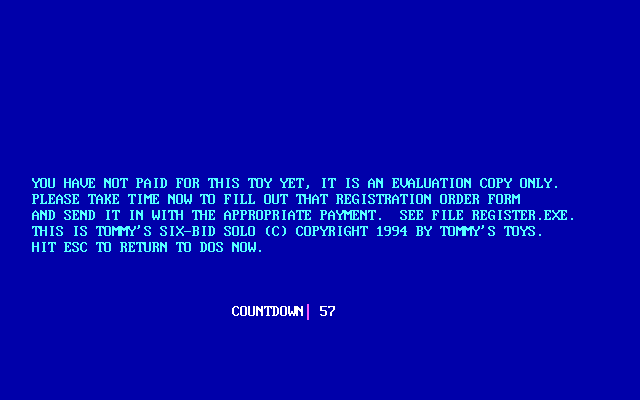 YOU HAVE NOT PAID FOR THIS TOY YET, IT IS AN EVALUATION COPY ONLY.
PLEASE TAKE TIME NOW TO FILL OUT THAT REGISTRATION ORDER FORM
AND SEND IT IN WITH THE APPROPRIATE PAYMENT.  SEE FILE REGISTER.EXE.
THIS IS TOMMY'S SIX-BID SOLO (C) COPYRIGHT 1994 BY TOMMY'S TOYS.
HIT ESC TO RETURN TO DOS NOW.
COUNTDOWN| 57